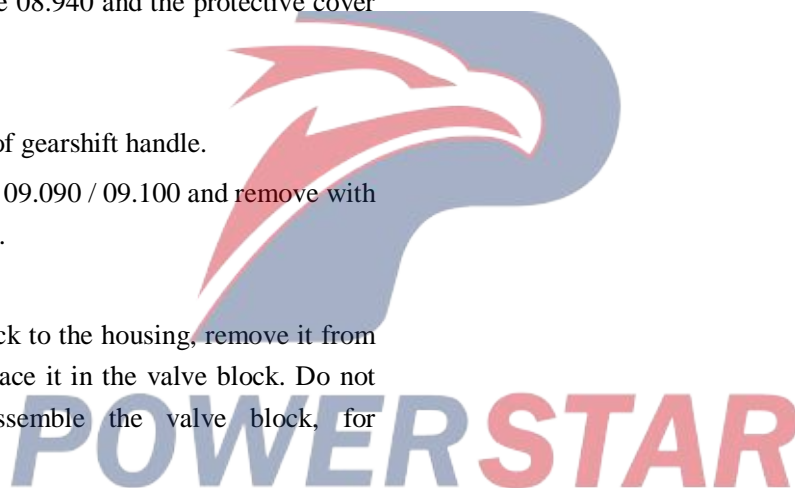 08.940 and the protective cover
of gearshift handle.
09.090 / 09.100 and remove with
.
ck to the housing, remove it from
ace it in the valve block. Do not
ssemble the valve block, for
POWERSTAR